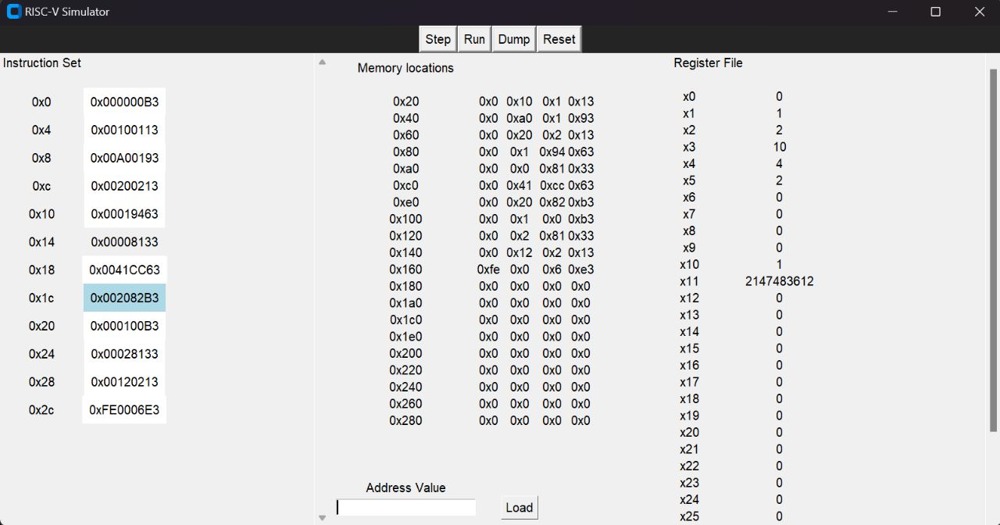 RISC-V Simulator
Step Run Dump Reset
Instruction Set
0x0 0x000000B3
0x4 0x00100113
0x8 0x00A00193
0xc 0x00200213
0x10 0x00019463
0x14 0x00008133
0x18 0x0041CC63
0x1c 0x002082B3
0x20 0x000100B3
0x24 0x00028133
0x28 0x00120213
0x2c 0xFE0006E3
Memory locations
0x20 0x0 0x10 0x1 0x13
0x40 0x0 0xa0 0x1 0x93
0x60 0x0 0x20 0x2 0x13
0x80 0x0 0x1 0x94 0x63
0xa0 0x0 0x0 0x81 0x33
0xc0 0x0 0x41 0xcc 0x63
0xe0 0x0 0x20 0x82 0xb3
0x100 0x0 0x1 0x0 0xb3
0x120 0x0 0x2 0x81 0x33
0x140 0x0 0x12 0x2 0x13
0x160 0xfe 0x0 0x6 0xe3
0x180 0x0 0x0 0x0 0x0
0x1a0 0x0 0x0 0x0 0x0
0x1c0 0x0 0x0 0x0 0x0
0x1e0 0x0 0x0 0x0 0x0
0x200 0x0 0x0 0x0 0x0
0x220 0x0 0x0 0x0 0x0
0x240 0x0 0x0 0x0 0x0
0x260 0x0 0x0 0x0 0x0
0x280 0x0 0x0 0x0 0x0
Address Value
Load
Register File
x0 0
x1 1
x2 2
x3 10
x4 4
x5 2
x6 0
x7 0
x8 0
x9 0
x10 1
x11 2147483612
x12 0
x13 0
x14 0
x15 0
x16 0
x17 0
x18 0
x19 0
x20 0
x21 0
x22 0
x23 0
x24 0
x25 0